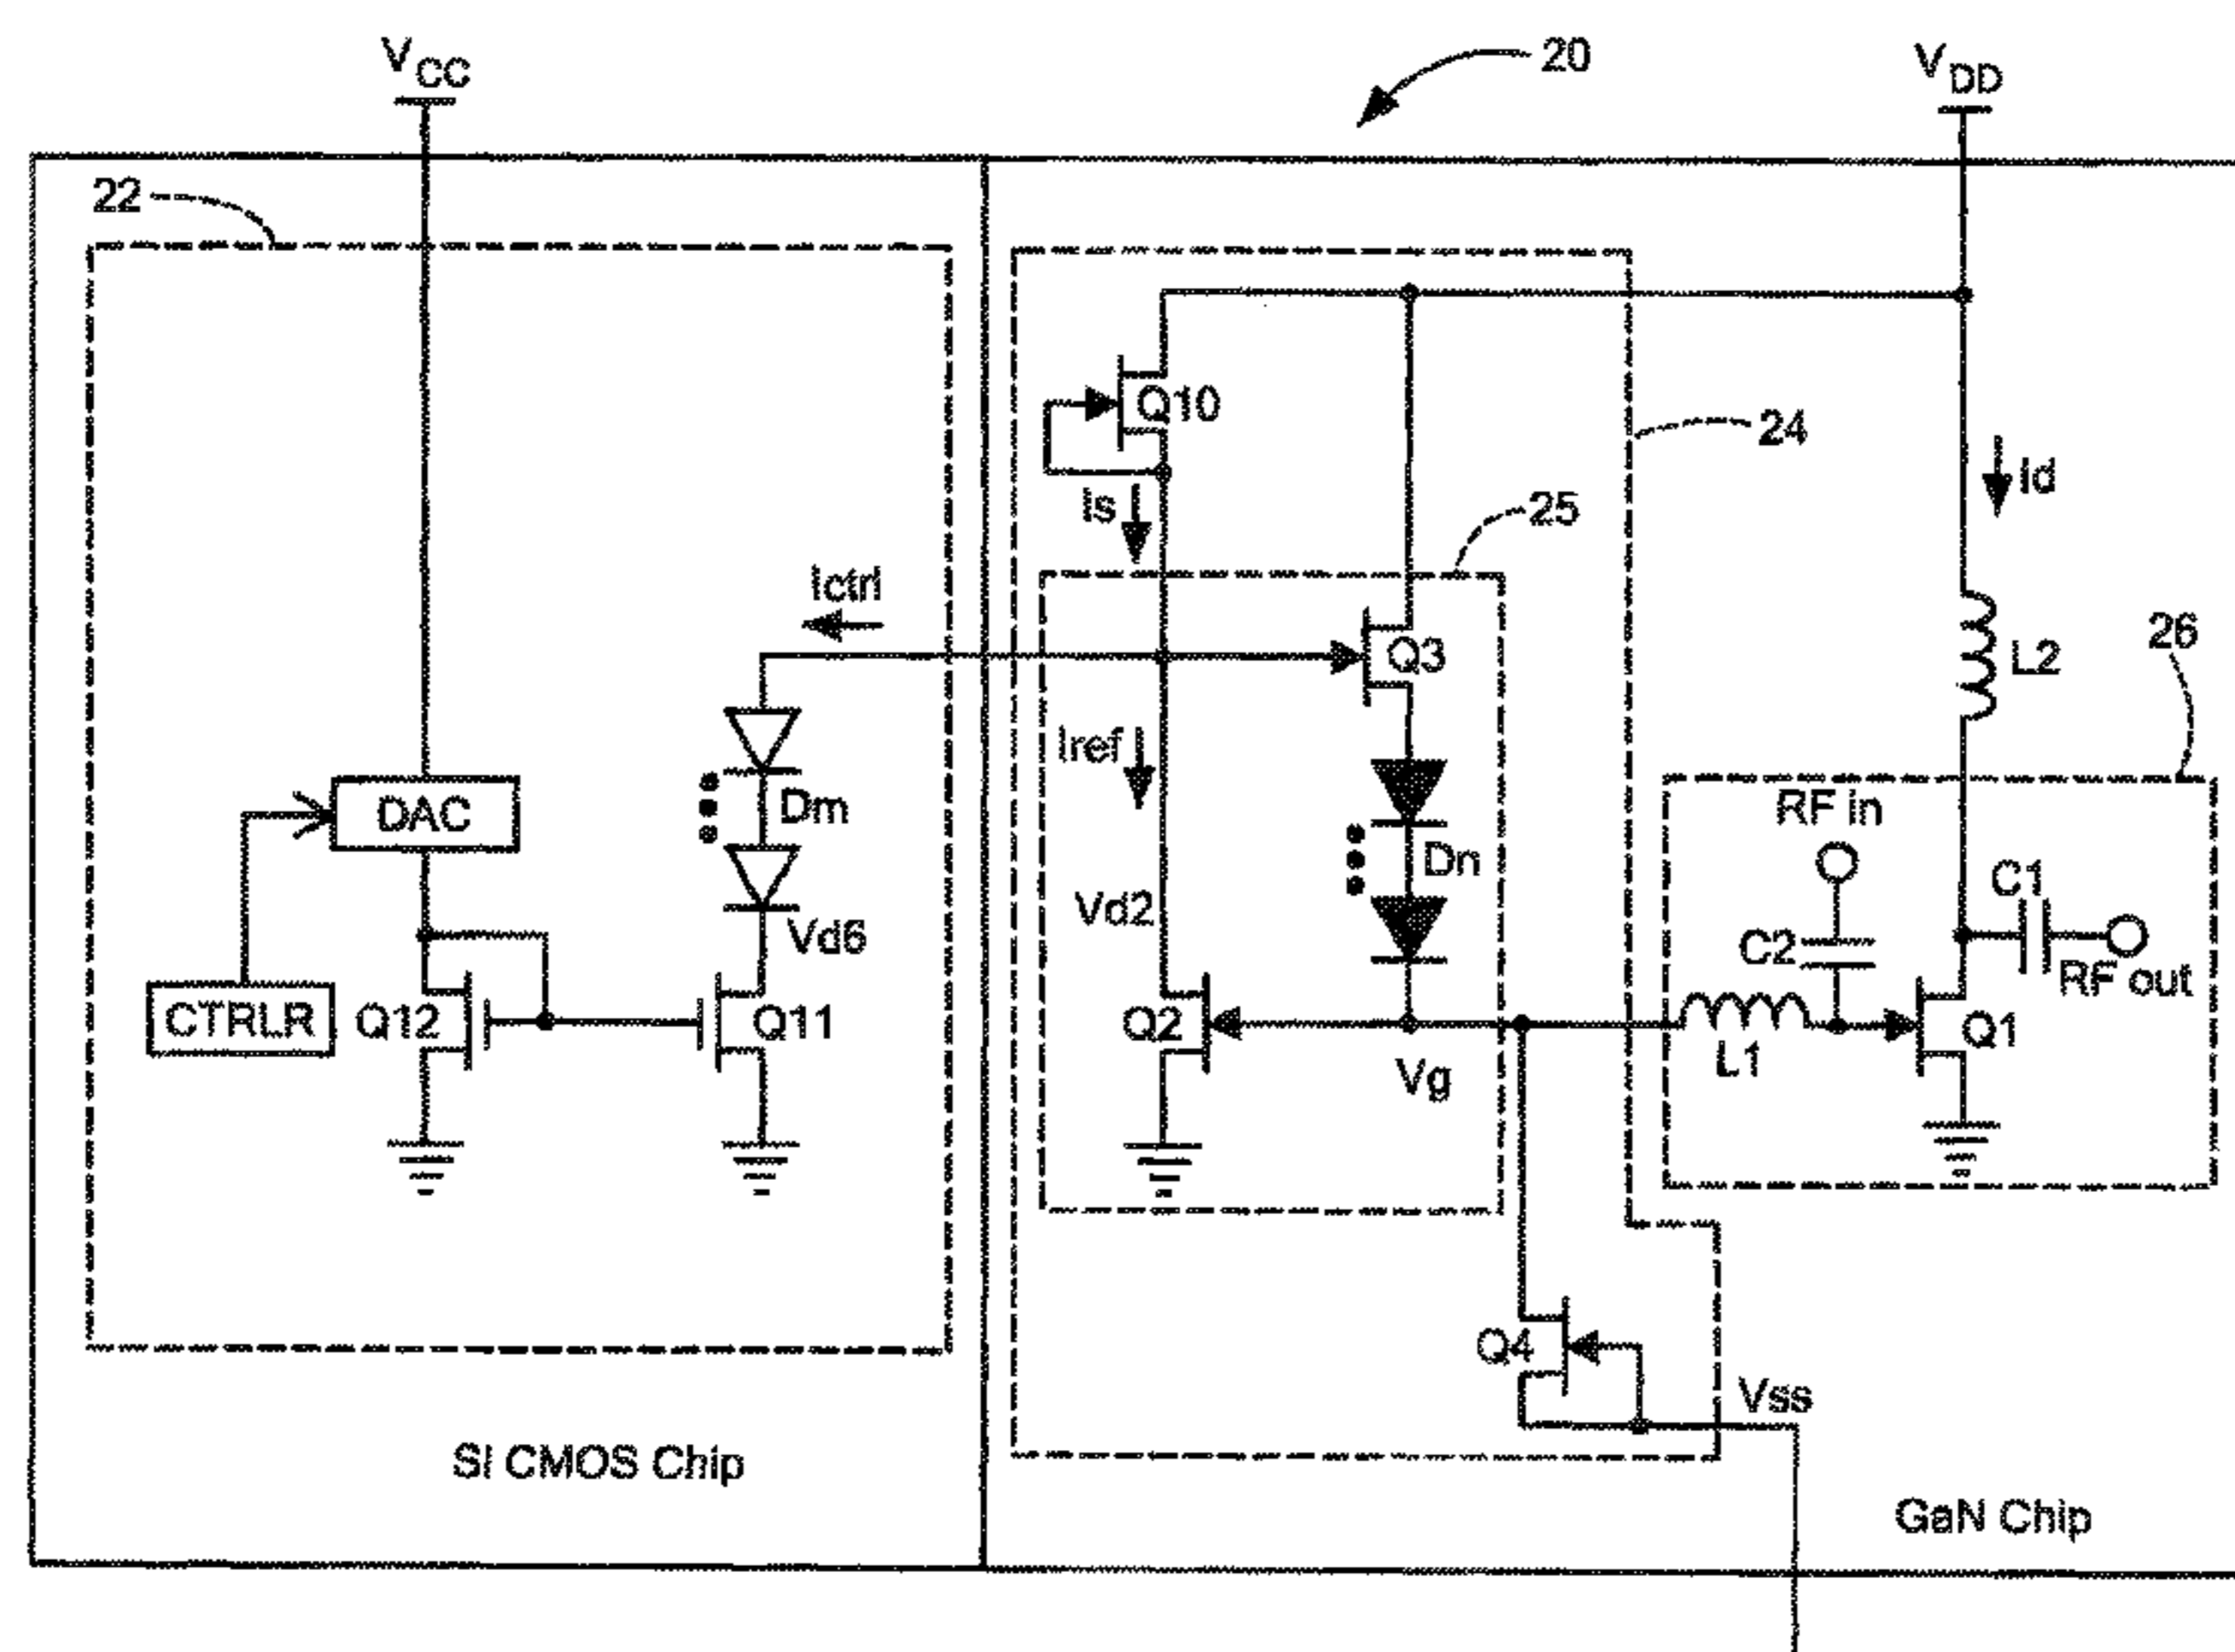 VCC
20
VDD
22
Q10
24
Id
Is
25
Ictrl
Q3
L2
26
Iref
Dm
DAC
RF in
Dn
Vd2
C1
Vd6
C2
RF out
CTRLR
Q12
Q11
Q2
Q1
L1
Vg
Q4
Vss
SI CMOS Chip
GaN Chip